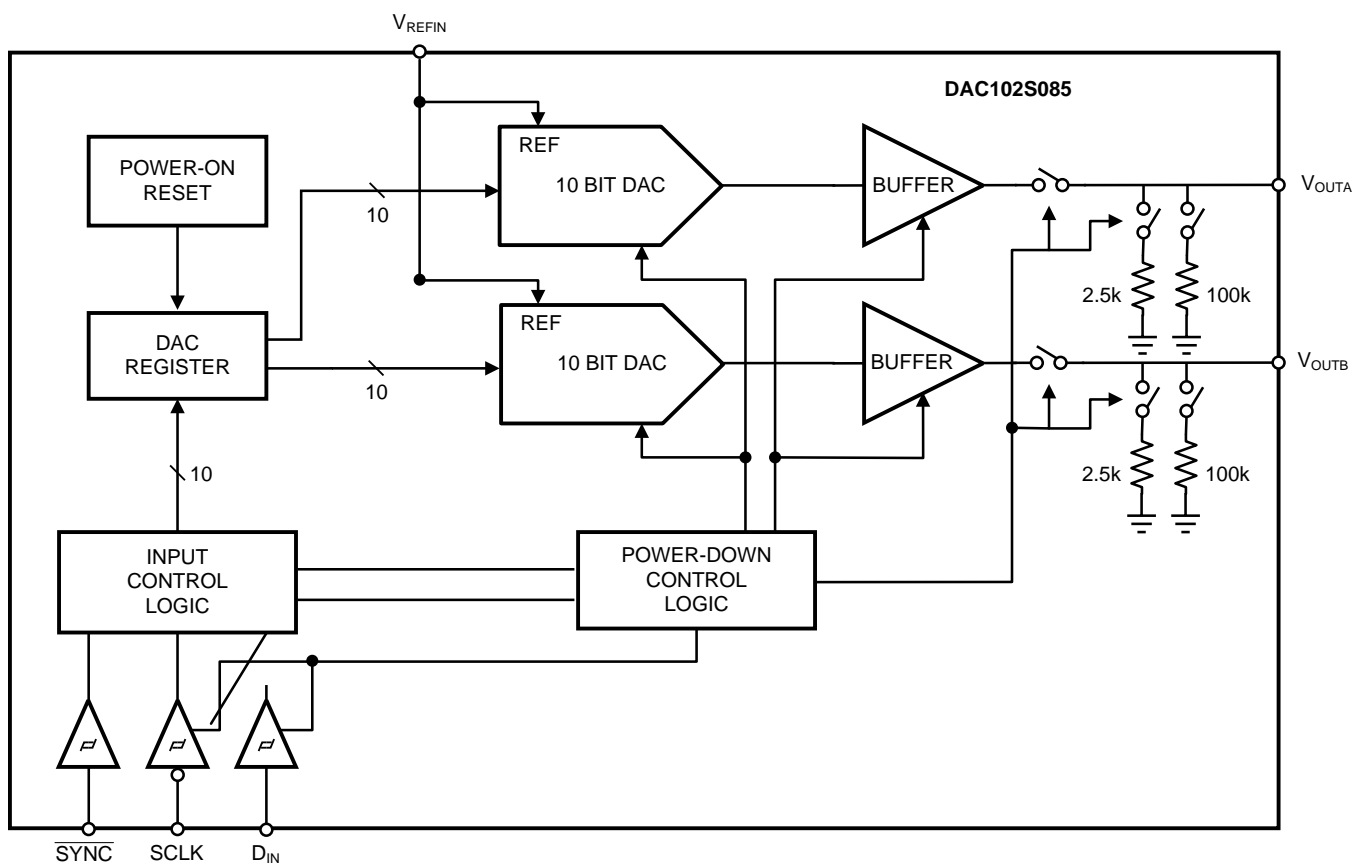 VREFIN
DAC102S085
REF
POWER-ON
RESET
10 BIT DAC
BUFFER
VOUTA
10
2.5k
100k
REF
DAC
REGISTER
10 BIT DAC
BUFFER
VOUTB
10
10
2.5k
100k
INPUT
CONTROL
LOGIC
POWER-DOWN
CONTROL
LOGIC
SYNC
SCLK
DIN